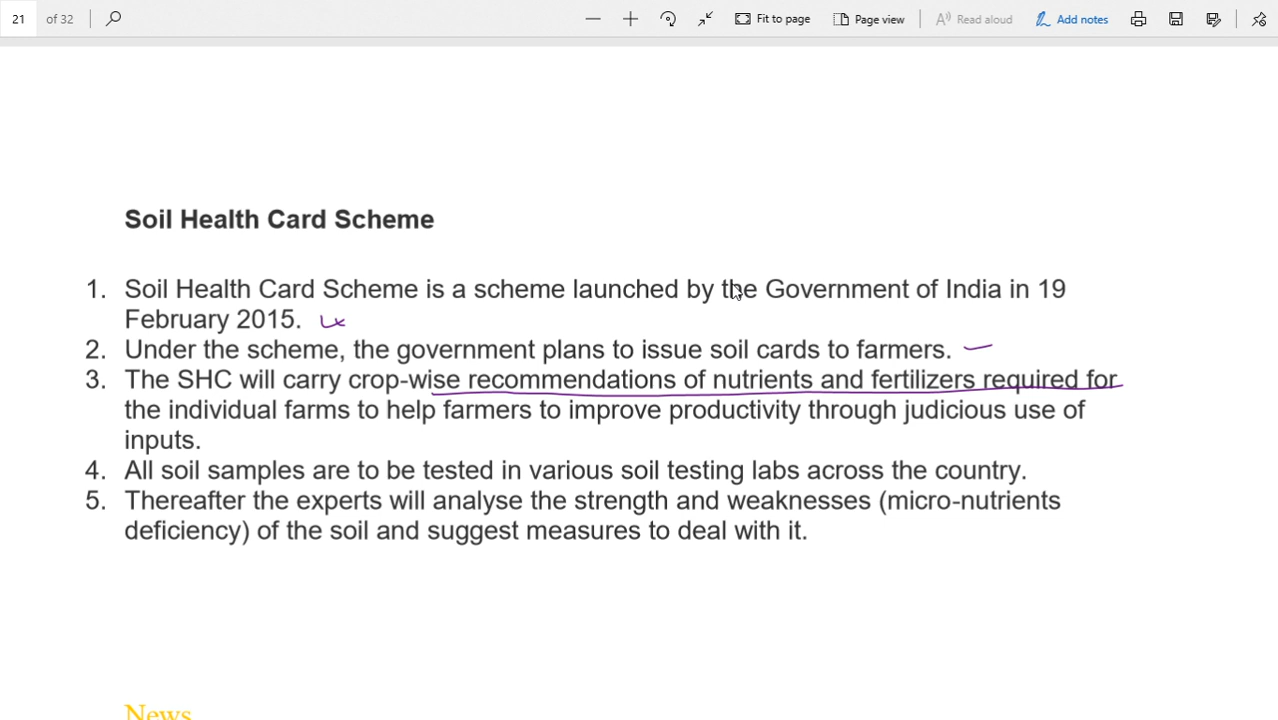 21 of 32 Fit to page Page view Read aloud Add notes
Soil Health Card Scheme
1. Soil Health Card Scheme is a scheme launched by the Government of India in 19
February 2015.
2. Under the scheme, the government plans to issue soil cards to farmers.
3. The SHC will carry crop-wise recommendations of nutrients and fertilizers required for
the individual farms to help farmers to improve productivity through judicious use of
inputs.
4. All soil samples are to be tested in various soil testing labs across the country.
5. Thereafter the experts will analyse the strength and weaknesses (micro-nutrients
deficiency) of the soil and suggest measures to deal with it.
News